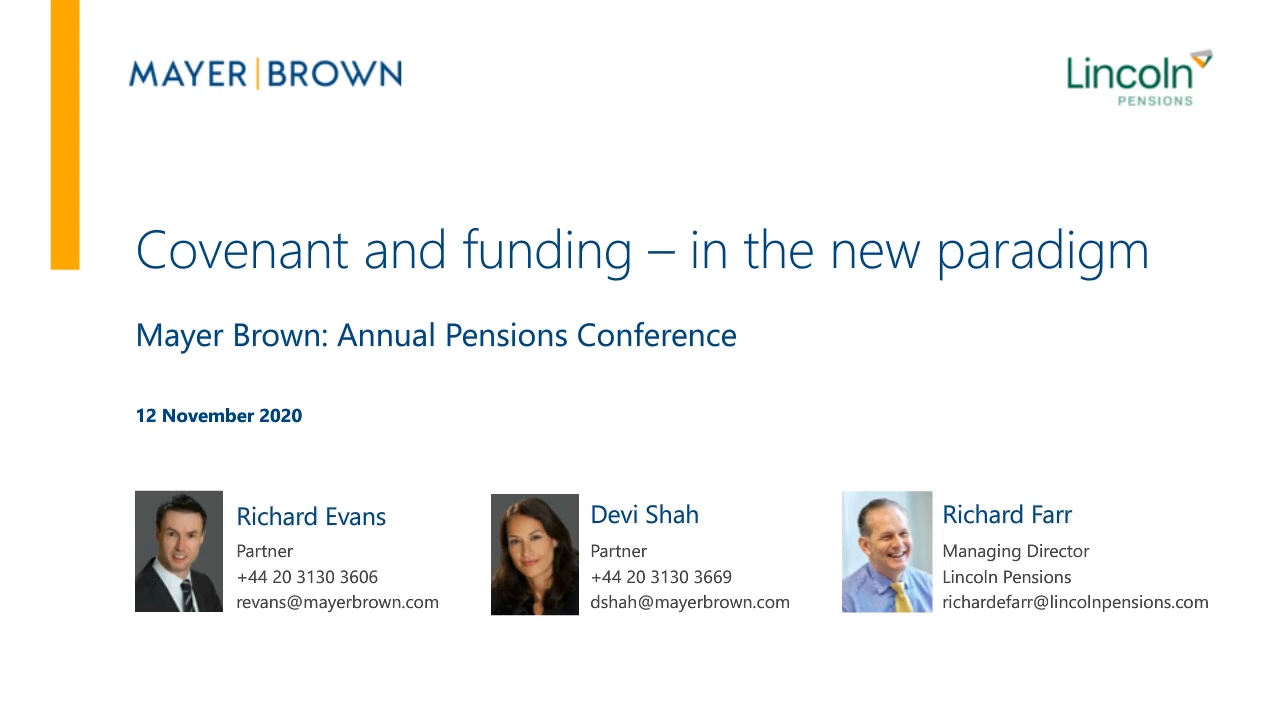 MAYER|BROWN
Lincoln
PENSIONS
Covenant and funding – in the new paradigm
Mayer Brown: Annual Pensions Conference
12 November 2020
Richard Evans
Partner
+44 20 3130 3606
revans@mayerbrown.com
Devi Shah
Partner
+44 20 3130 3669
dshah@mayerbrown.com
Richard Farr
Managing Director
Lincoln Pensions
richardefarr@lincolnpensions.com